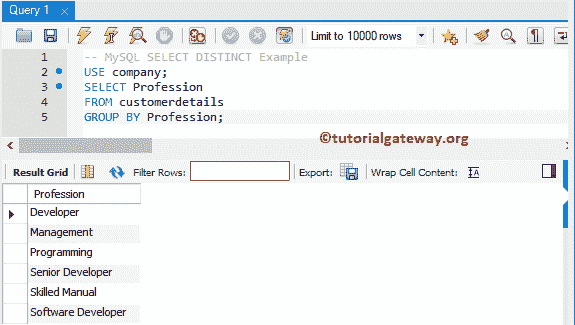 Query 1
Limit to 10000 rows
1 -- MySQL SELECT DISTINCT Example
2 USE company;
3 SELECT Profession
4 FROM customerdetails
5 GROUP BY Profession;
©tutorialgateway.org
Result Grid Filter Rows: Export: Wrap Cell Content:
Profession
Developer
Management
Programming
Senior Developer
Skilled Manual
Software Developer